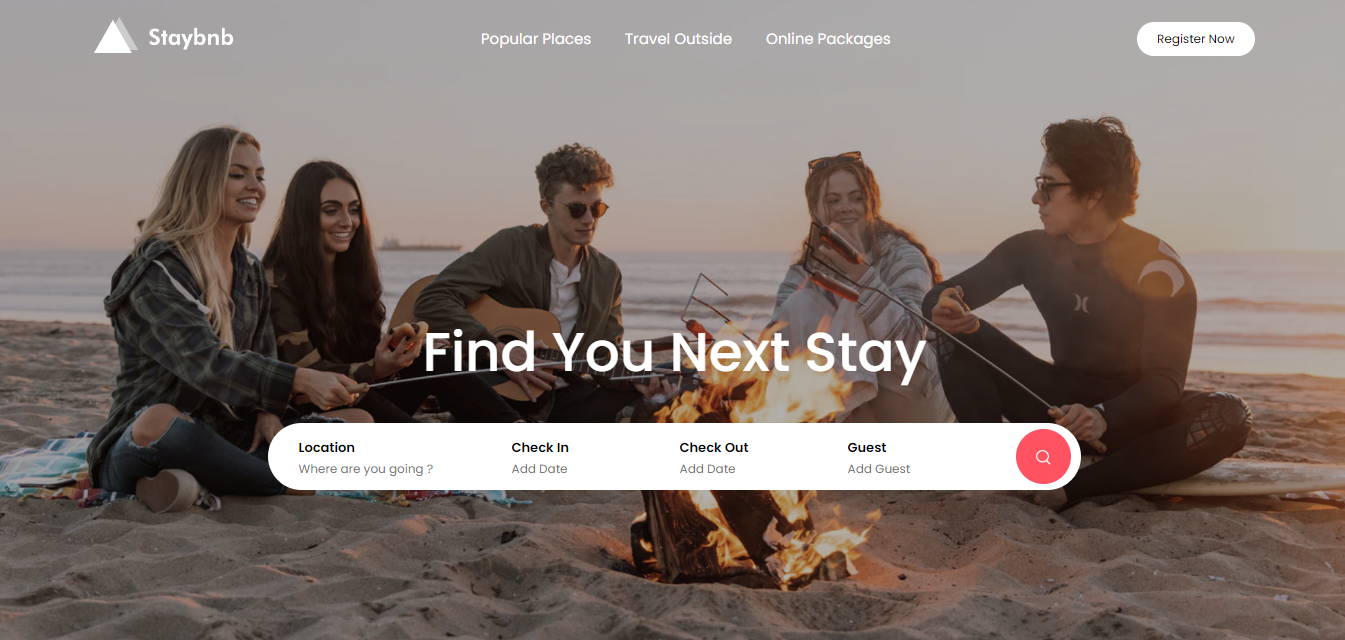 Staybnb
Popular Places
Travel Outside
Online Packages
Register Now
Find You Next Stay
Location
Where are you going ?
Check In
Add Date
Check Out
Add Date
Guest
Add Guest